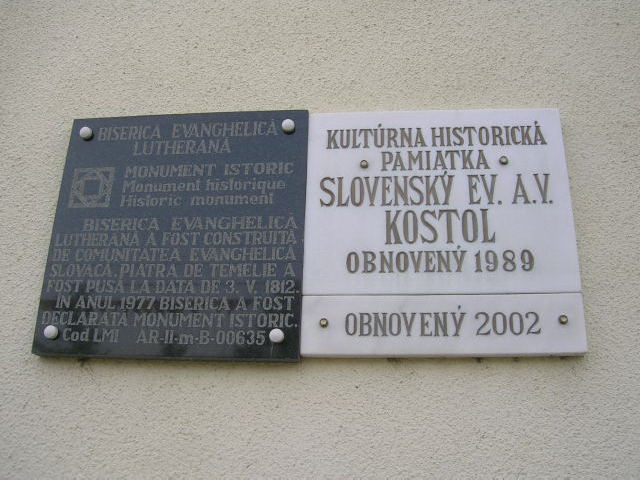 BISERICA EVANGHELICĂ
LUTHERANĂ
MONUMENT ISTORIC
Monument historique
Historic monument
BISERICA EVANGHELICĂ
LUTHERANĂ A FOST CONSTRUITĂ
DE COMUNITATEA EVANGHELICĂ
SLOVACĂ. PIATRA DE TEMELIE A
FOST PUSĂ LA DATA DE 3. V. 1812.
IN ANUL 1977 BISERICA A FOST
DECLARATĂ MONUMENT ISTORIC.
Cod LMI AR-II-m-B-00635
KULTÚRNA HISTORICKÁ
PAMIATKA
SLOVENSKÝ EV. A.V.
KOSTOL
OBNOVENÝ 1989
OBNOVENÝ 2002